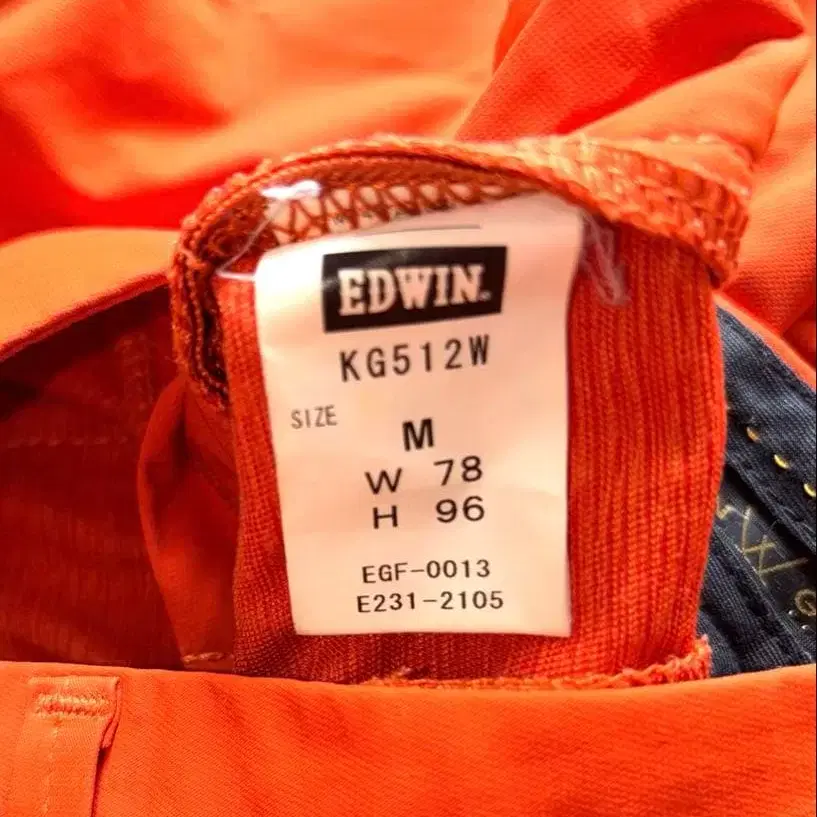 EDWIN.
KG512W
SIZE
M
W 78
H 96
EGF-0013
E231-2105